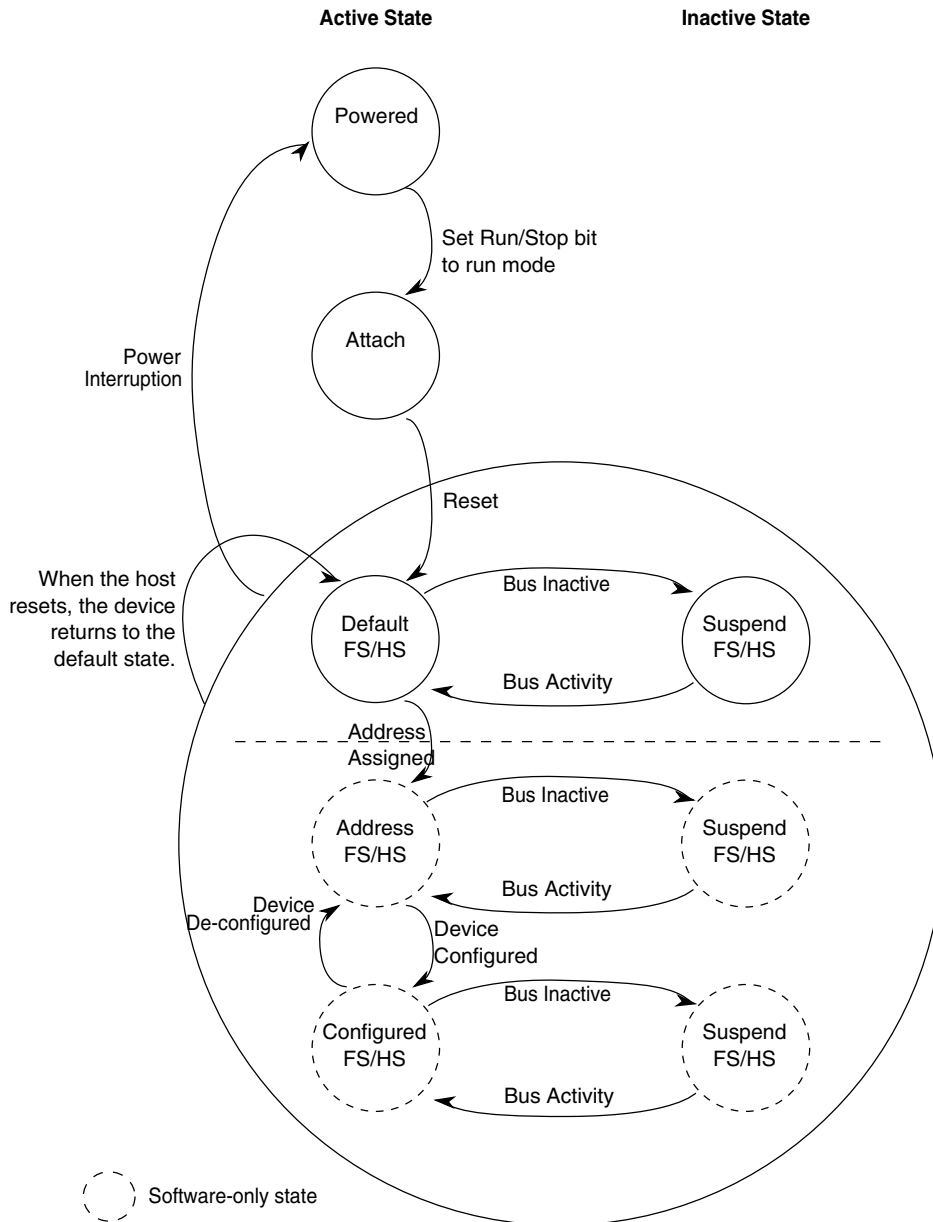 Active State
Inactive State
Powered
Set Run/Stop bit
to run mode
Attach
Power
Interruption
Reset
When the host
resets, the device
returns to the
default state.
Default
FS/HS
Bus Inactive
Suspend
FS/HS
Bus Activity
Address
Assigned
Address
FS/HS
Bus Inactive
Suspend
FS/HS
Bus Activity
Device
De-configured
Device
Configured
Configured
FS/HS
Bus Inactive
Suspend
FS/HS
Bus Activity
Software-only state